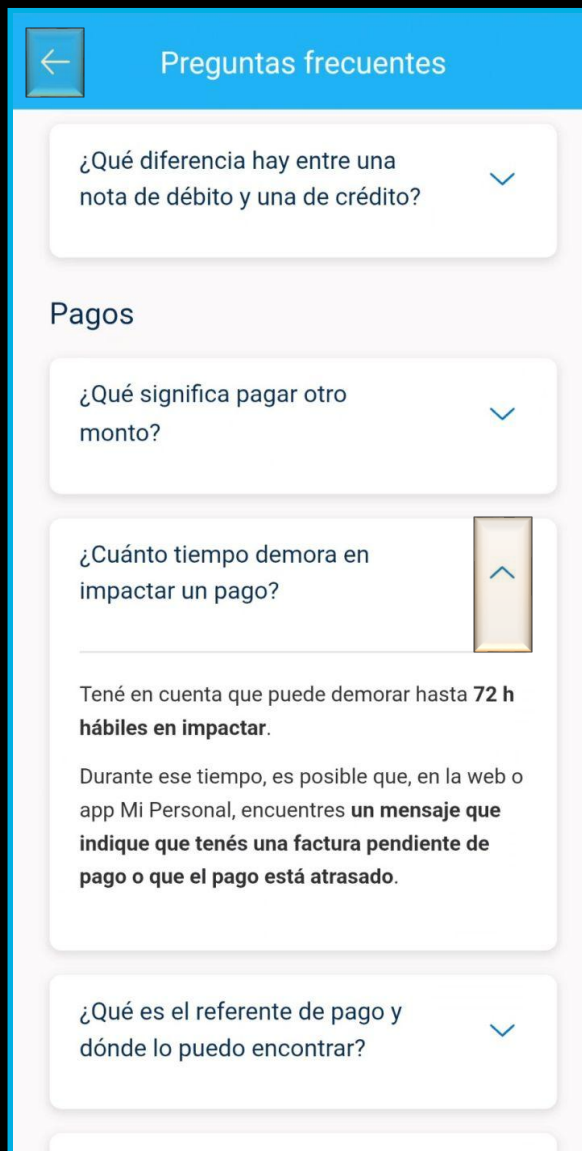 Preguntas frecuentes
¿Qué diferencia hay entre una
nota de débito y una de crédito?
Pagos
¿Qué significa pagar otro
monto?
¿Cuánto tiempo demora en
impactar un pago?
Tené en cuenta que puede demorar hasta 72 h
hábiles en impactar.
Durante ese tiempo, es posible que, en la web o
app Mi Personal, encuentres un mensaje que
indique que tenés una factura pendiente de
pago o que el pago está atrasado.
¿Qué es el referente de pago y
dónde lo puedo encontrar?